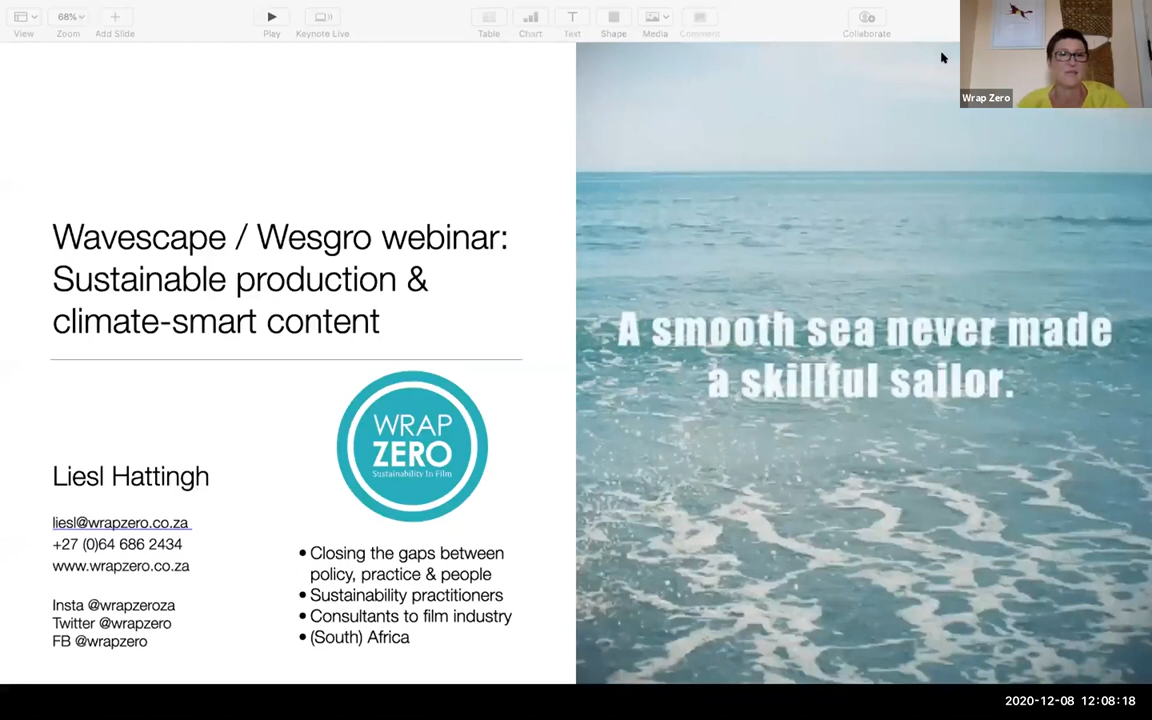 68%
View
Zoom
Add Slide
Play
Keynote Live
Table
Chart
Text
Shape
Media
Comment
Collaborate
Wrap Zero
Wavescape / Wesgro webinar:
Sustainable production &
climate-smart content
WRAP
ZERO
Sustainability In Film
Liesl Hattingh
liesl@wrapzero.co.za
+27 (0)64 686 2434
www.wrapzero.co.za
Insta @wrapzeroza
Twitter @wrapzero
FB @wrapzero
• Closing the gaps between
policy, practice & people
• Sustainability practitioners
• Consultants to film industry
• (South) Africa
A smooth sea never made
a skillful sailor.
2020-12-08 12:08:18